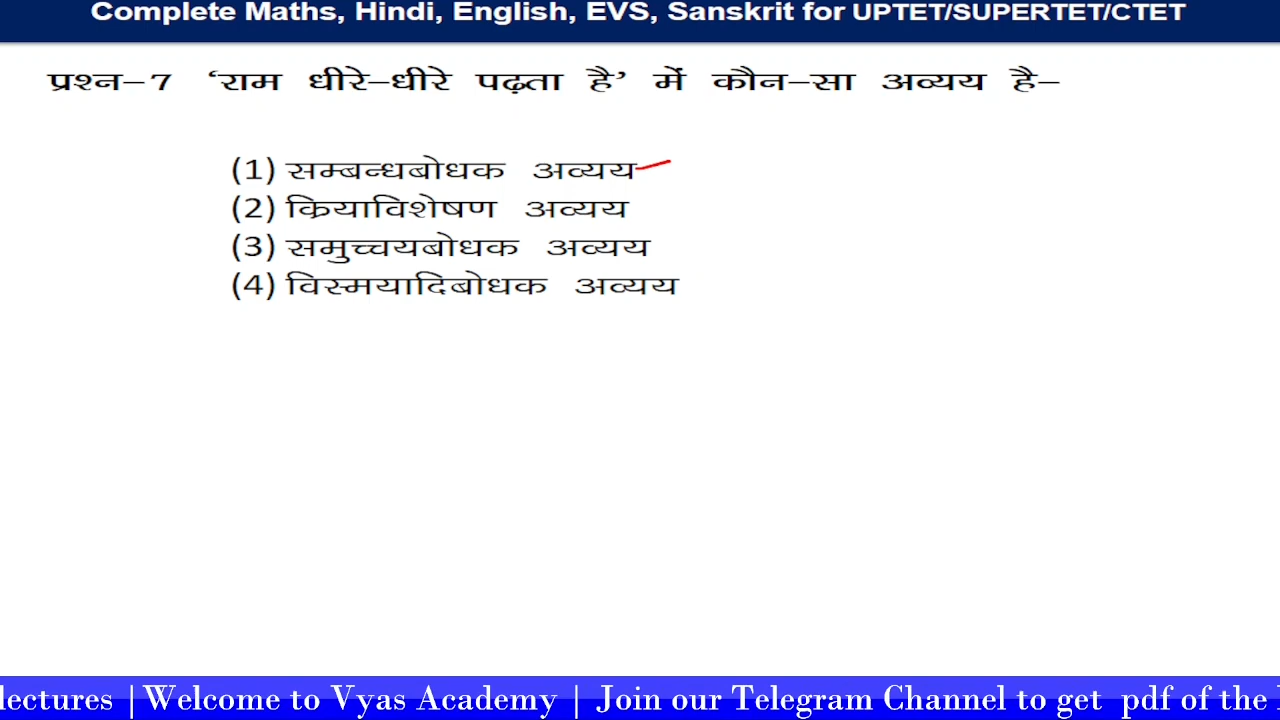 Complete Maths, Hindi, English, EVS, Sanskrit for UPTET/SUPERTET/CTET
प्रश्न–7 ‘राम धीरे–धीरे पढ़ता है’ में कौन–सा अव्यय है–
(1) सम्बन्धबोधक अव्यय
(2) क्रियाविशेषण अव्यय
(3) समुच्चयबोधक अव्यय
(4) विस्मयादिबोधक अव्यय
lectures | Welcome to Vyas Academy | Join our Telegram Channel to get pdf of the